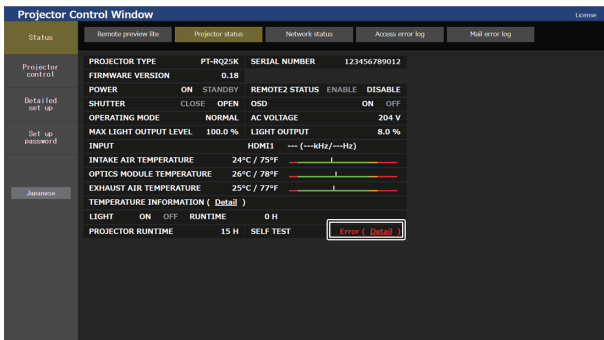 Projector Control Window
License
Status
Remote preview lite Projector status Network status Access error log Mail error log
Projector control
Detailed set up
Set up password
Japanese
PROJECTOR TYPE PT-RQ25K SERIAL NUMBER 123456789012
FIRMWARE VERSION 0.18
POWER ON STANDBY REMOTE2 STATUS ENABLE DISABLE
SHUTTER CLOSE OPEN OSD ON OFF
OPERATING MODE NORMAL AC VOLTAGE 204 V
MAX LIGHT OUTPUT LEVEL 100.0 % LIGHT OUTPUT 8.0 %
INPUT HDMI1 --- (---kHz/---Hz)
INTAKE AIR TEMPERATURE 24°C / 75°F
OPTICS MODULE TEMPERATURE 26°C / 78°F
EXHAUST AIR TEMPERATURE 25°C / 77°F
TEMPERATURE INFORMATION ( Detail )
LIGHT ON OFF RUNTIME 0 H
PROJECTOR RUNTIME 15 H SELF TEST Error ( Detail )